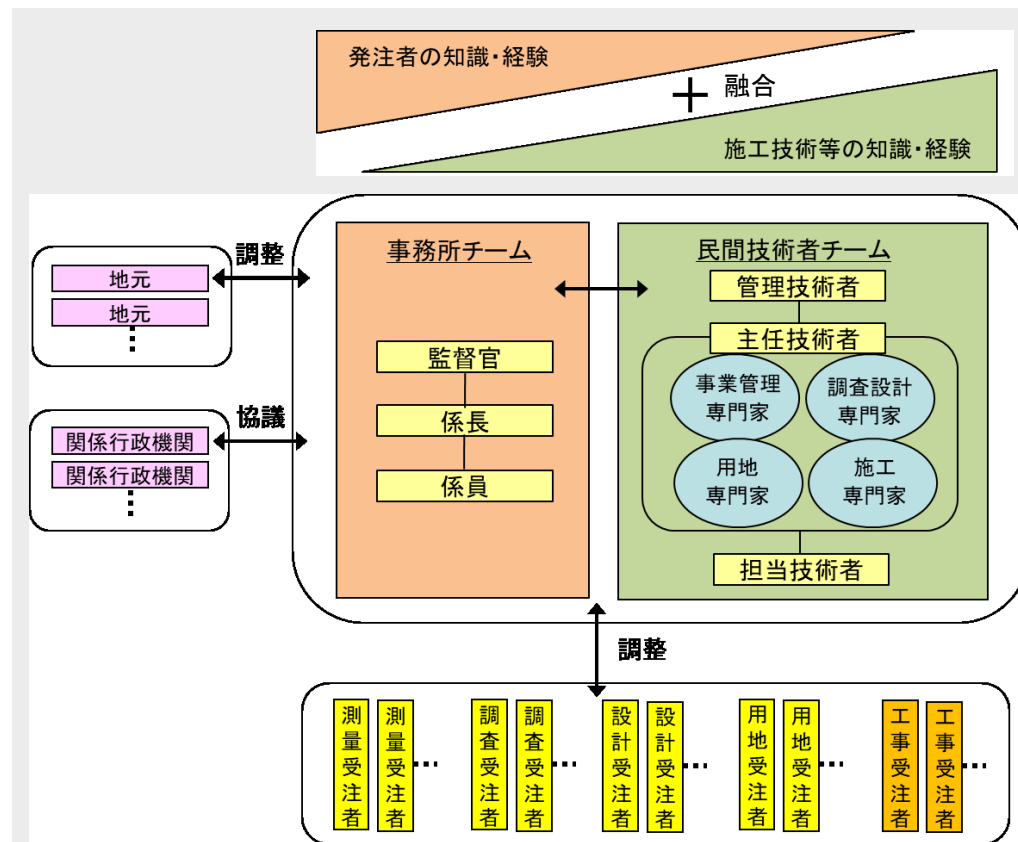 発注者の知識・経験
＋ 融合
施工技術等の知識・経験
調整
地元
地元
⋮
協議
関係行政機関
関係行政機関
⋮
事務所チーム
監督官
係長
係員
民間技術者チーム
管理技術者
主任技術者
事業管理
専門家
調査設計
専門家
用地
専門家
施工
専門家
担当技術者
調整
測量受注者
測量受注者
…
調査受注者
調査受注者
…
設計受注者
設計受注者
…
用地受注者
用地受注者
…
工事受注者
工事受注者
…